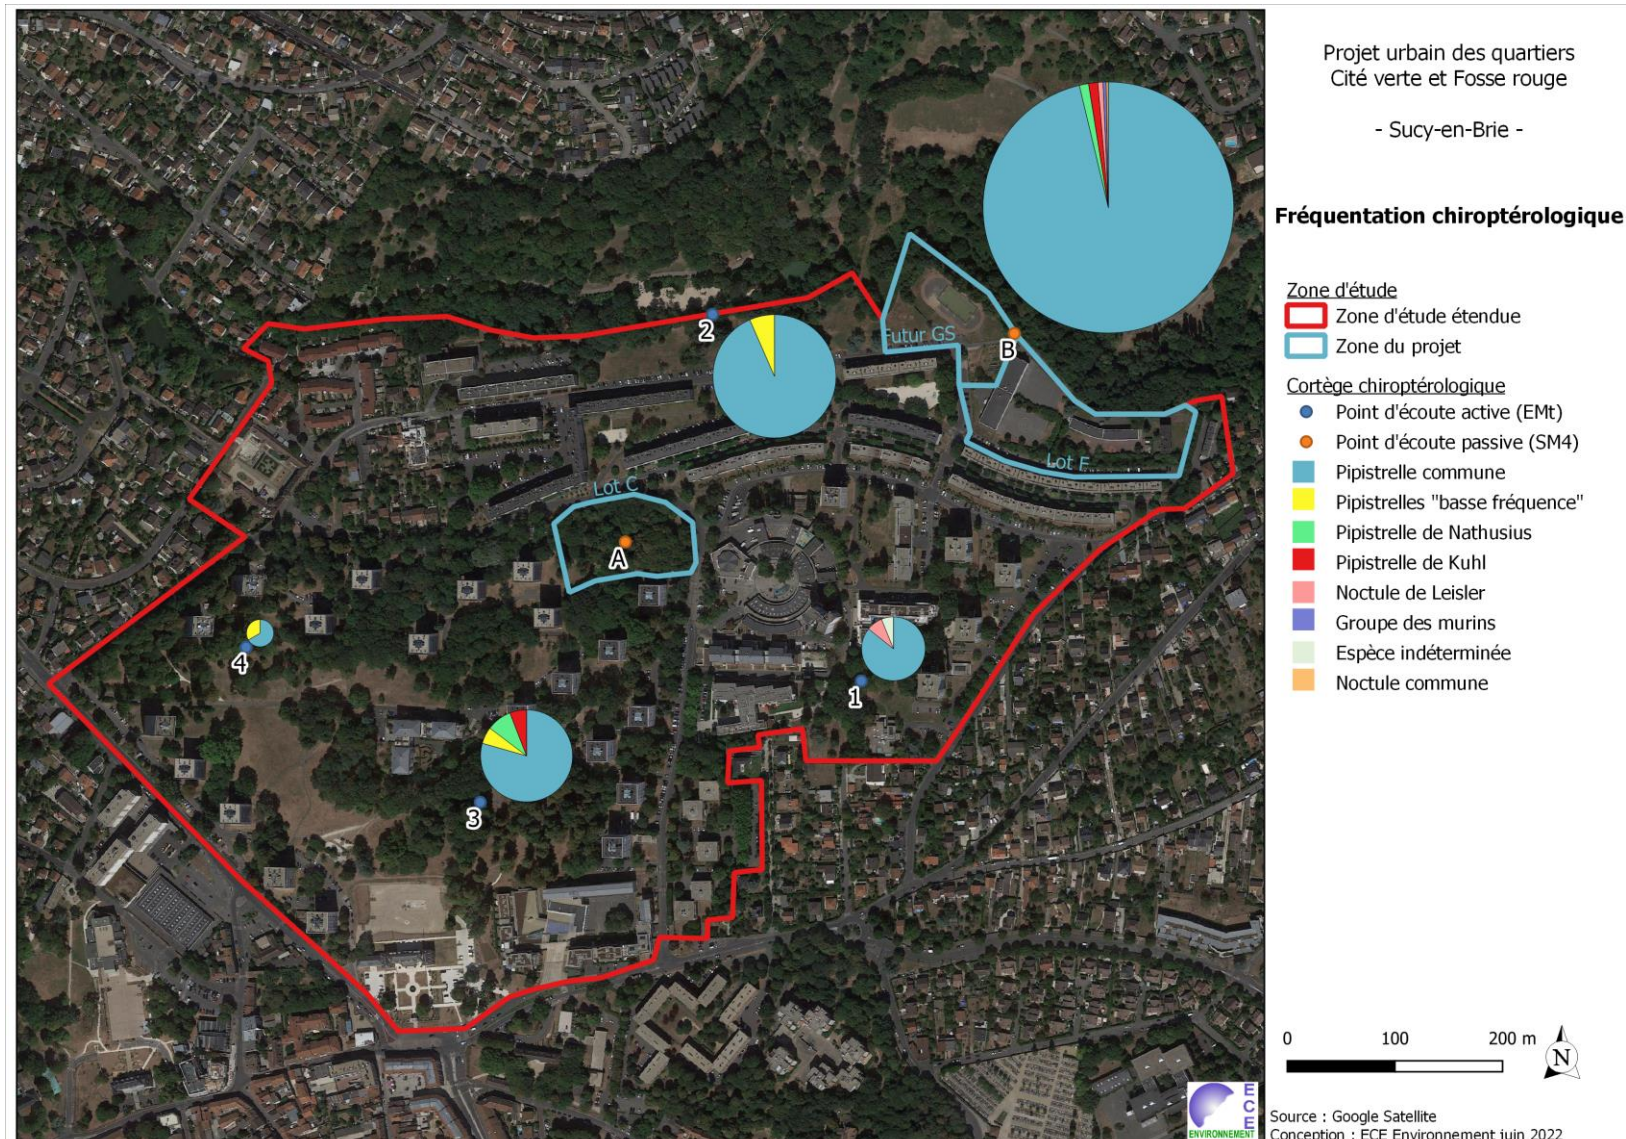 Projet urbain des quartiers
Cité verte et Fosse rouge
- Sucy-en-Brie -
Fréquentation chiroptérologique
Zone d'étude
Zone d'étude étendue
Zone du projet
Cortège chiroptérologique
Point d'écoute active (EMt)
Point d'écoute passive (SM4)
Pipistrelle commune
Pipistrelles "basse fréquence"
Pipistrelle de Nathusius
Pipistrelle de Kuhl
Noctule de Leisler
Groupe des murins
Espèce indéterminée
Noctule commune
2
Futur GS
B
Lot F
Lot C
A
4
1
3
0 100 200 m
N
ECE
ENVIRONNEMENT
Source : Google Satellite
Conception : ECE Environnement juin 2022